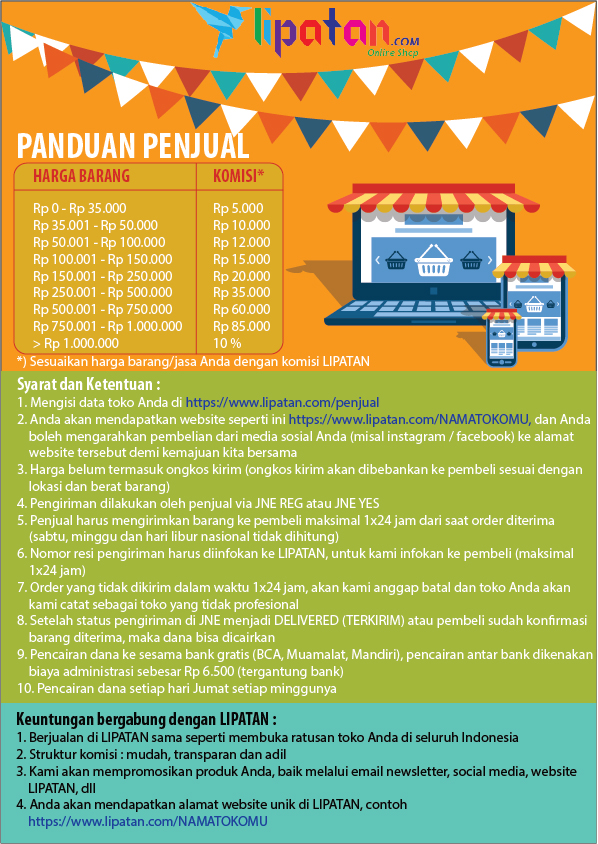 lipatan.COM
Online Shop
PANDUAN PENJUAL
HARGA BARANG KOMISI*
Rp 0 - Rp 35.000 Rp 5.000
Rp 35.001 - Rp 50.000 Rp 10.000
Rp 50.001 - Rp 100.000 Rp 12.000
Rp 100.001 - Rp 150.000 Rp 15.000
Rp 150.001 - Rp 250.000 Rp 20.000
Rp 250.001 - Rp 500.000 Rp 35.000
Rp 500.001 - Rp 750.000 Rp 60.000
Rp 750.001 - Rp 1.000.000 Rp 85.000
> Rp 1.000.000 10 %
*) Sesuaikan harga barang/jasa Anda dengan komisi LIPATAN
Syarat dan Ketentuan :
1. Mengisi data toko Anda di https://www.lipatan.com/penjual
2. Anda akan mendapatkan website seperti ini https://www.lipatan.com/NAMATOKOMU, dan Anda
boleh mengarahkan pembelian dari media sosial Anda (misal instagram / facebook) ke alamat
website tersebut demi kemajuan kita bersama
3. Harga belum termasuk ongkos kirim (ongkos kirim akan dibebankan ke pembeli sesuai dengan
lokasi dan berat barang)
4. Pengiriman dilakukan oleh penjual via JNE REG atau JNE YES
5. Penjual harus mengirimkan barang ke pembeli maksimal 1x24 jam dari saat order diterima
(sabtu, minggu dan hari libur nasional tidak dihitung)
6. Nomor resi pengiriman harus diinfokan ke LIPATAN, untuk kami infokan ke pembeli (maksimal
1x24 jam)
7. Order yang tidak dikirim dalam waktu 1x24 jam, akan kami anggap batal dan toko Anda akan
kami catat sebagai toko yang tidak profesional
8. Setelah status pengiriman di JNE menjadi DELIVERED (TERKIRIM) atau pembeli sudah konfirmasi
barang diterima, maka dana bisa dicairkan
9. Pencairan dana ke sesama bank gratis (BCA, Muamalat, Mandiri), pencairan antar bank dikenakan
biaya administrasi sebesar Rp 6.500 (tergantung bank)
10. Pencairan dana setiap hari Jumat setiap minggunya
Keuntungan bergabung dengan LIPATAN :
1. Berjualan di LIPATAN sama seperti membuka ratusan toko Anda di seluruh Indonesia
2. Struktur komisi : mudah, transparan dan adil
3. Kami akan mempromosikan produk Anda, baik melalui email newsletter, social media, website
LIPATAN, dll
4. Anda akan mendapatkan alamat website unik di LIPATAN, contoh
https://www.lipatan.com/NAMATOKOMU